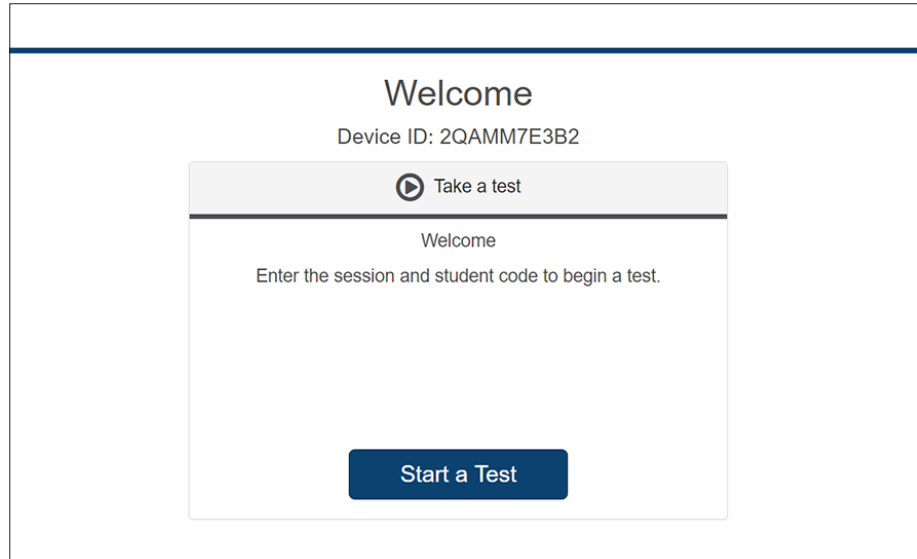 Welcome
Device ID: 2QAMM7E3B2
Take a test
Welcome
Enter the session and student code to begin a test.
Start a Test